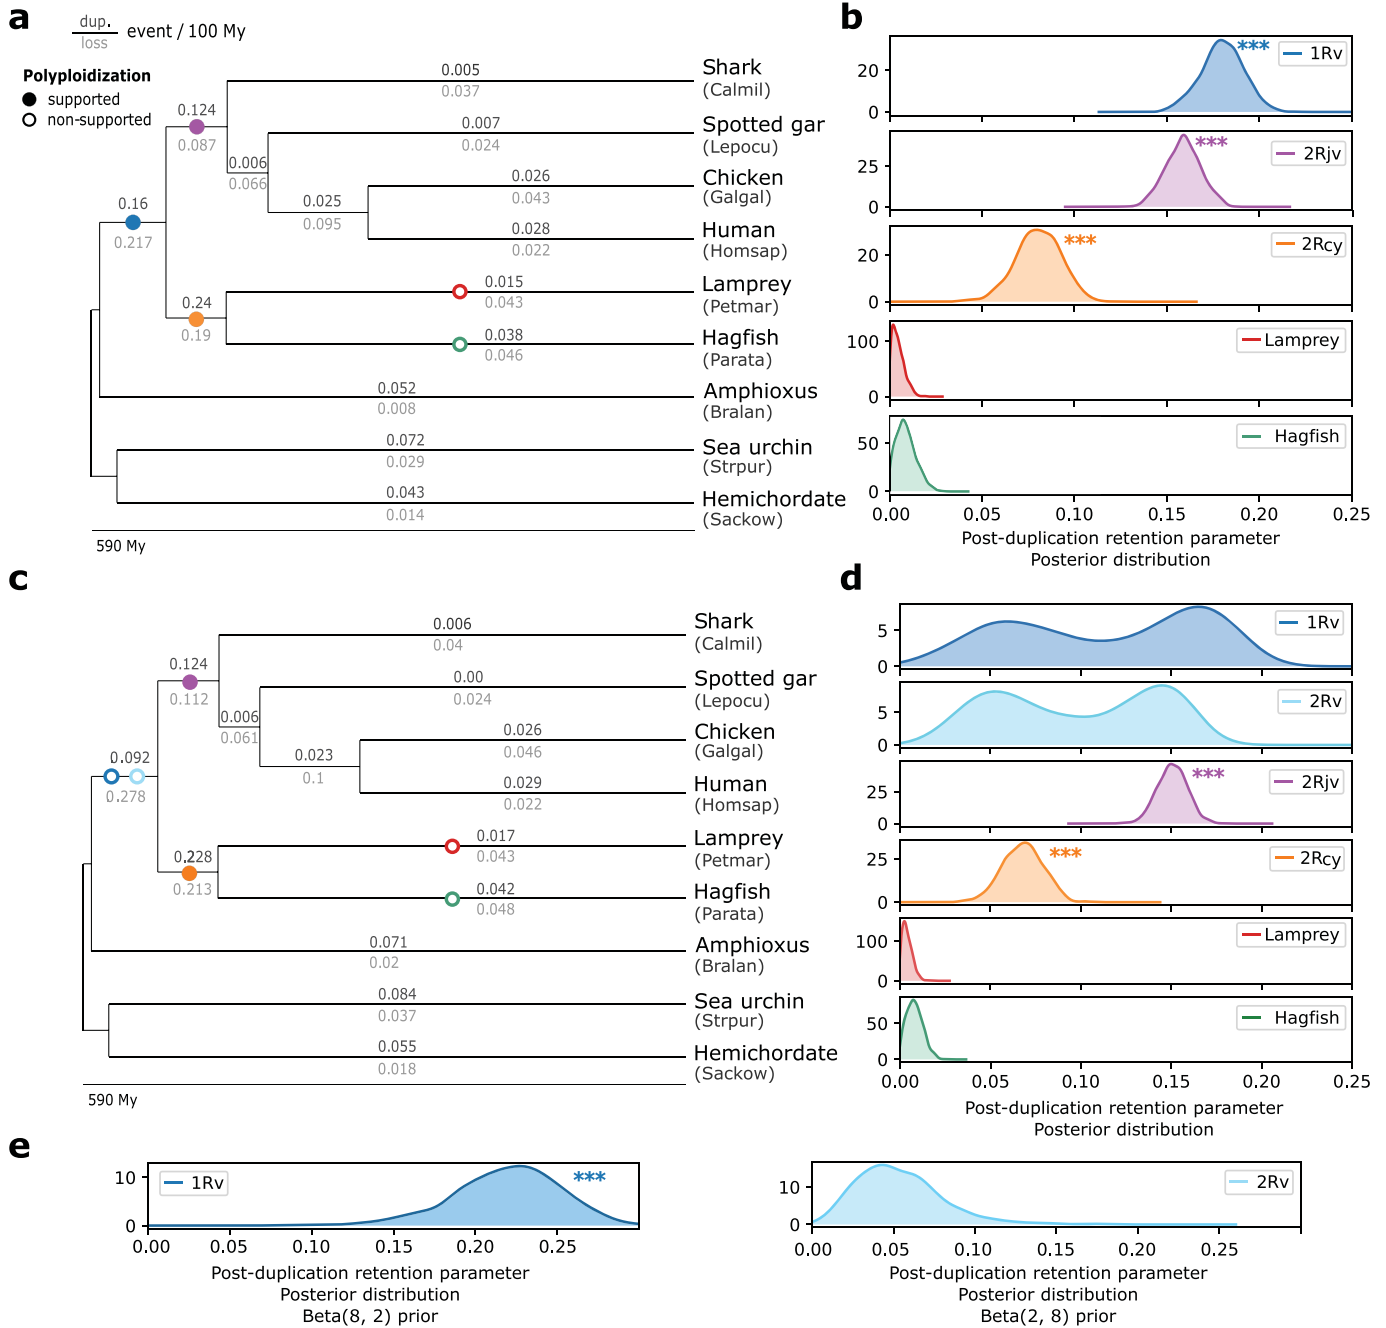 a
dup.
loss
event / 100 My
Polyploidization
supported
non-supported
0.005
0.037
Shark
(Calmil)
0.124
0.087
0.007
0.024
Spotted gar
(Lepocu)
0.006
0.066
0.026
0.043
Chicken
(Galgal)
0.025
0.095
0.16
0.217
0.028
0.022
Human
(Homsap)
0.015
0.043
Lamprey
(Petmar)
0.24
0.19
0.038
0.046
Hagfish
(Parata)
0.052
0.008
Amphioxus
(Bralan)
0.072
0.029
Sea urchin
(Strpur)
0.043
0.014
Hemichordate
(Sackow)
590 My
b
20
0
***
1Rv
25
0
***
2Rjv
20
0
***
2Rcy
100
0
Lamprey
50
0
Hagfish
0.00 0.05 0.10 0.15 0.20 0.25
Post-duplication retention parameter
Posterior distribution
c
0.006
0.04
Shark
(Calmil)
0.124
0.112
0.00
0.024
Spotted gar
(Lepocu)
0.006
0.061
0.026
0.046
Chicken
(Galgal)
0.023
0.1
0.092
0.278
0.029
0.022
Human
(Homsap)
0.017
0.043
Lamprey
(Petmar)
0.228
0.213
0.042
0.048
Hagfish
(Parata)
0.071
0.02
Amphioxus
(Bralan)
0.084
0.037
Sea urchin
(Strpur)
0.055
0.018
Hemichordate
(Sackow)
590 My
d
5
0
1Rv
5
0
2Rv
25
0
***
2Rjv
25
0
***
2Rcy
100
0
Lamprey
50
0
Hagfish
0.00 0.05 0.10 0.15 0.20 0.25
Post-duplication retention parameter
Posterior distribution
e
10
0
1Rv
***
0.00 0.05 0.10 0.15 0.20 0.25
Post-duplication retention parameter
Posterior distribution
Beta(8, 2) prior
10
0
2Rv
0.00 0.05 0.10 0.15 0.20 0.25
Post-duplication retention parameter
Posterior distribution
Beta(2, 8) prior